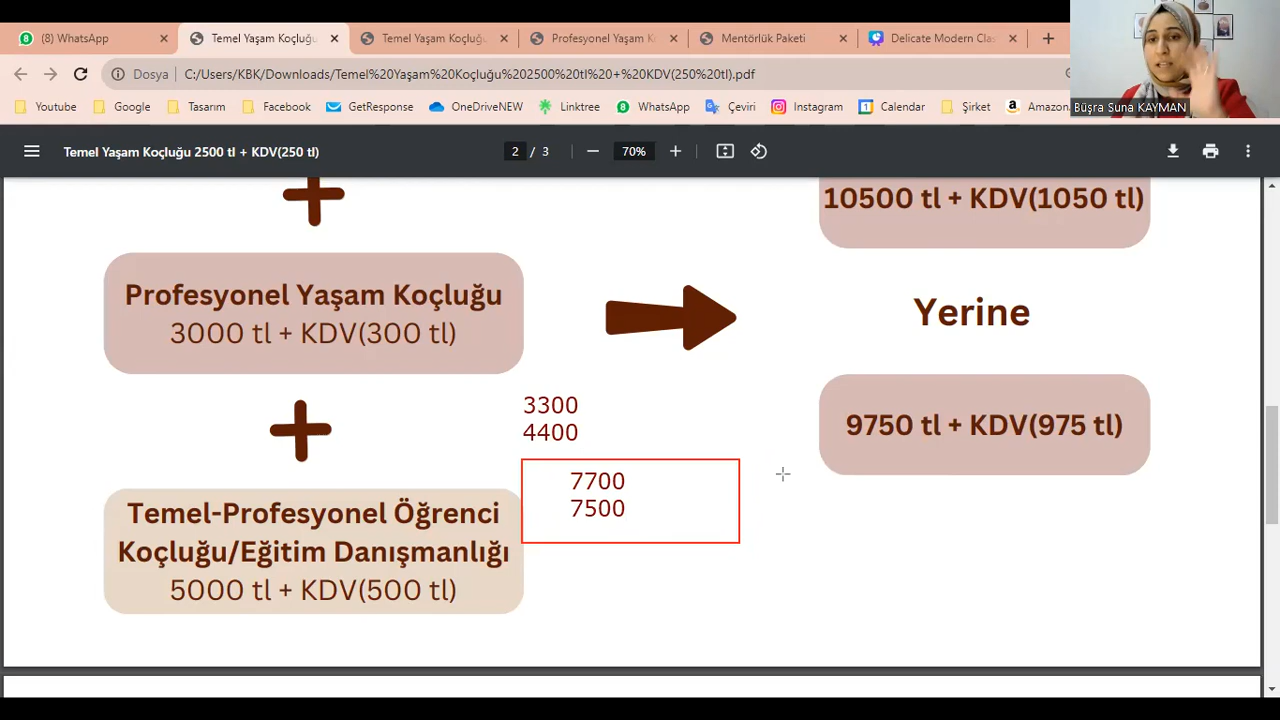 (8) WhatsApp
Temel Yaşam Koçluğu
Temel Yaşam Koçluğu
Profesyonel Yaşam K
Mentörlük Paketi
Delicate Modern Clas
Dosya
C:/Users/KBK/Downloads/Temel%20Yaşam%20Koçluğu%202500%20tl%20+%20KDV(250%20tl).pdf
Youtube
Google
Tasarım
Facebook
GetResponse
OneDriveNEW
Linktree
WhatsApp
Çeviri
Instagram
Calendar
Şirket
Amazon
Büşra Suna KAYMAN
Temel Yaşam Koçluğu 2500 tl + KDV(250 tl)
2 / 3
70%
10500 tl + KDV(1050 tl)
Profesyonel Yaşam Koçluğu
3000 tl + KDV(300 tl)
Yerine
9750 tl + KDV(975 tl)
3300
4400
7700
7500
Temel-Profesyonel Öğrenci
Koçluğu/Eğitim Danışmanlığı
5000 tl + KDV(500 tl)